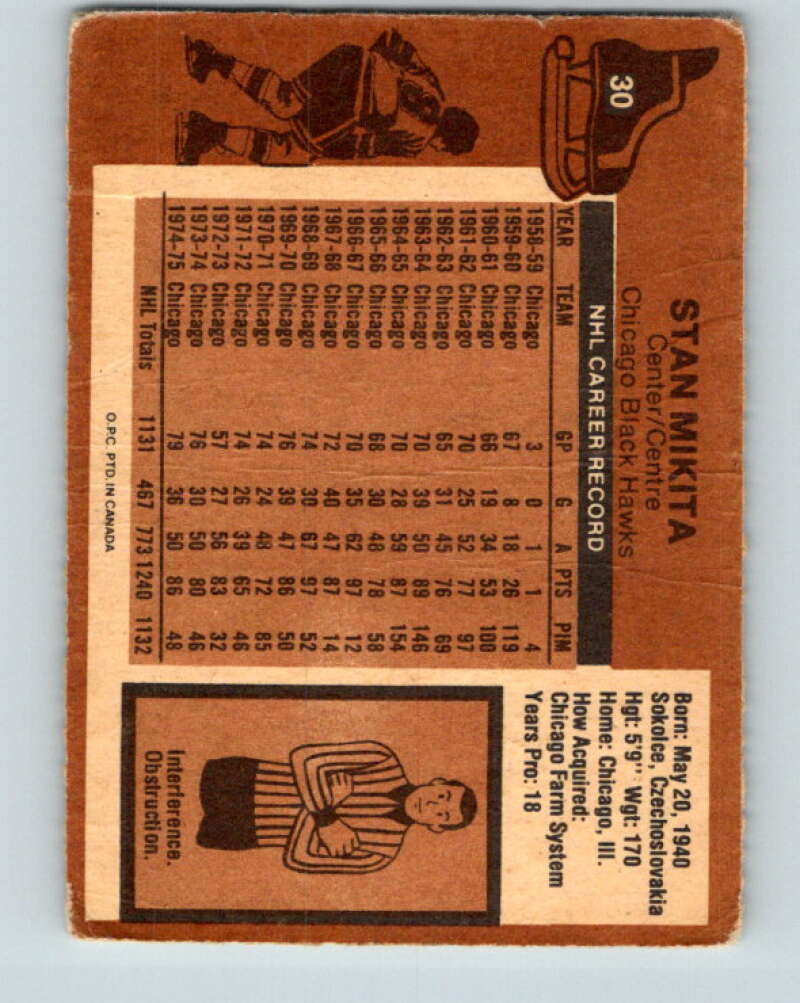 30
STAN MIKITA
Center/Centre
Chicago Black Hawks
NHL CAREER RECORD
YEAR TEAM GP G A PTS PIM
1958-59 Chicago 3 0 1 1 4
1959-60 Chicago 67 8 18 26 119
1960-61 Chicago 66 19 34 53 100
1961-62 Chicago 70 25 52 77 97
1962-63 Chicago 65 31 45 76 69
1963-64 Chicago 70 39 50 89 146
1964-65 Chicago 70 28 59 87 154
1965-66 Chicago 68 30 48 78 58
1966-67 Chicago 70 35 62 97 12
1967-68 Chicago 72 40 47 87 14
1968-69 Chicago 74 30 67 97 52
1969-70 Chicago 76 39 47 86 50
1970-71 Chicago 74 24 48 72 85
1971-72 Chicago 74 26 39 65 46
1972-73 Chicago 57 27 56 83 32
1973-74 Chicago 76 30 50 80 46
1974-75 Chicago 79 36 50 86 48
NHL Totals 1131 467 773 1240 1132
O.P.C. PTD. IN CANADA
Born: May 20, 1940
Sokolce, Czechoslovakia
Hgt: 5'9" Wgt: 170
Home: Chicago, Ill.
How Acquired:
Chicago Farm System
Years Pro: 18
Interference.
Obstruction.